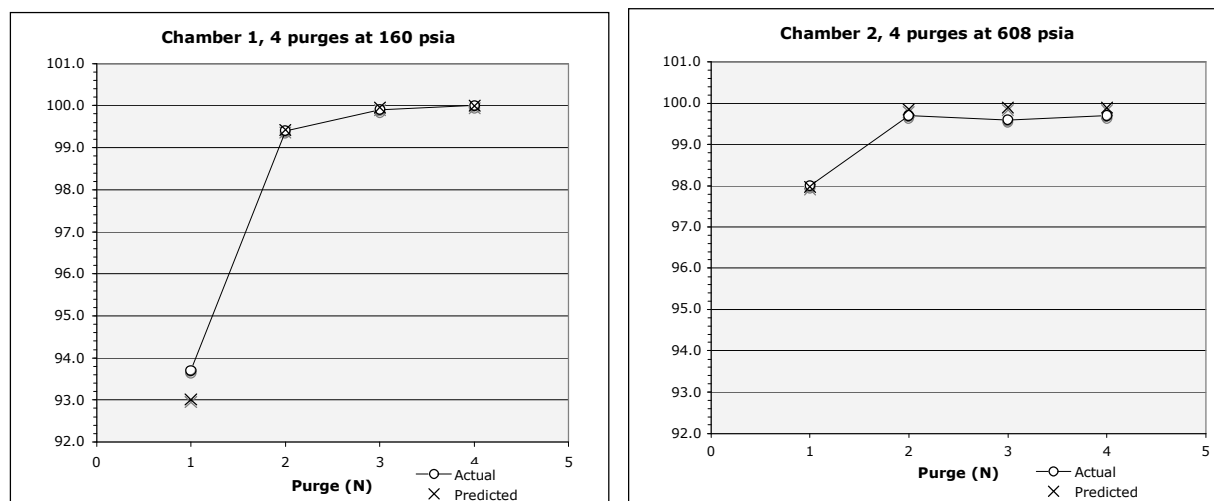 Chamber 1, 4 purges at 160 psia
101.0
100.0
99.0
98.0
97.0
96.0
95.0
94.0
93.0
92.0
0 1 2 3 4 5
Purge (N)
Actual
Predicted
Chamber 2, 4 purges at 608 psia
101.0
100.0
99.0
98.0
97.0
96.0
95.0
94.0
93.0
92.0
0 1 2 3 4 5
Purge (N)
Actual
Predicted